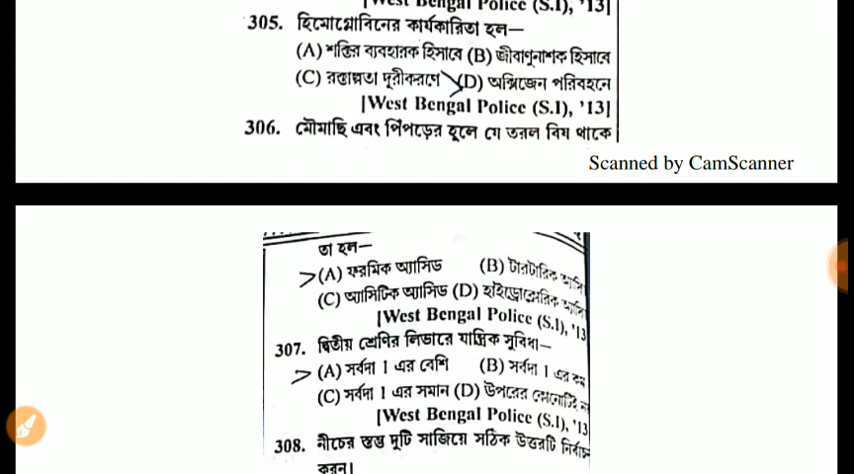 [West Bengal Police (S.I), '13]
305. হিমোগ্লোবিনের কার্যকারিতা হল—
(A) শক্তির ব্যবহারক হিসাবে (B) জীবাণুনাশক হিসাবে
(C) রক্তাল্পতা দূরীকরণে (D) অক্সিজেন পরিবহনে
[West Bengal Police (S.I), '13]
306. মৌমাছি এবং পিঁপড়ের হূলে যে তরল বিষ থাকে
Scanned by CamScanner
তা হল—
(A) ফরমিক অ্যাসিড (B) টারটারিক
(C) অ্যাসিটিক অ্যাসিড (D) হাইড্রোক্লোরিক
[West Bengal Police (S.I), '13
307. দ্বিতীয় শ্রেণির লিভারে যান্ত্রিক সুবিধা—
(A) সর্বদা 1 এর বেশি (B) সর্বদা 1 এর কম
(C) সর্বদা 1 এর সমান (D) উপরের কোনোটিই
[West Bengal Police (S.I), '13
308. নীচের স্তম্ভ দুটি সাজিয়ে সঠিক উত্তরটি নির্বাচন
করুন।